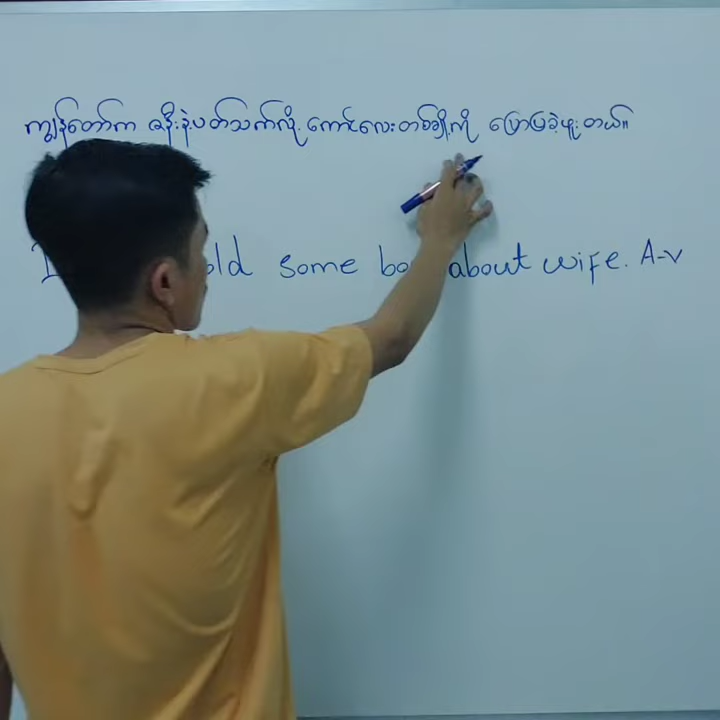 ကျွန်တော်က ဇနီးနဲ့ပတ်သက်လို့ ကောင်လေးတစ်ချို့ကို ပြောပြခဲ့ဖူးတယ်။
some about wife. A-v